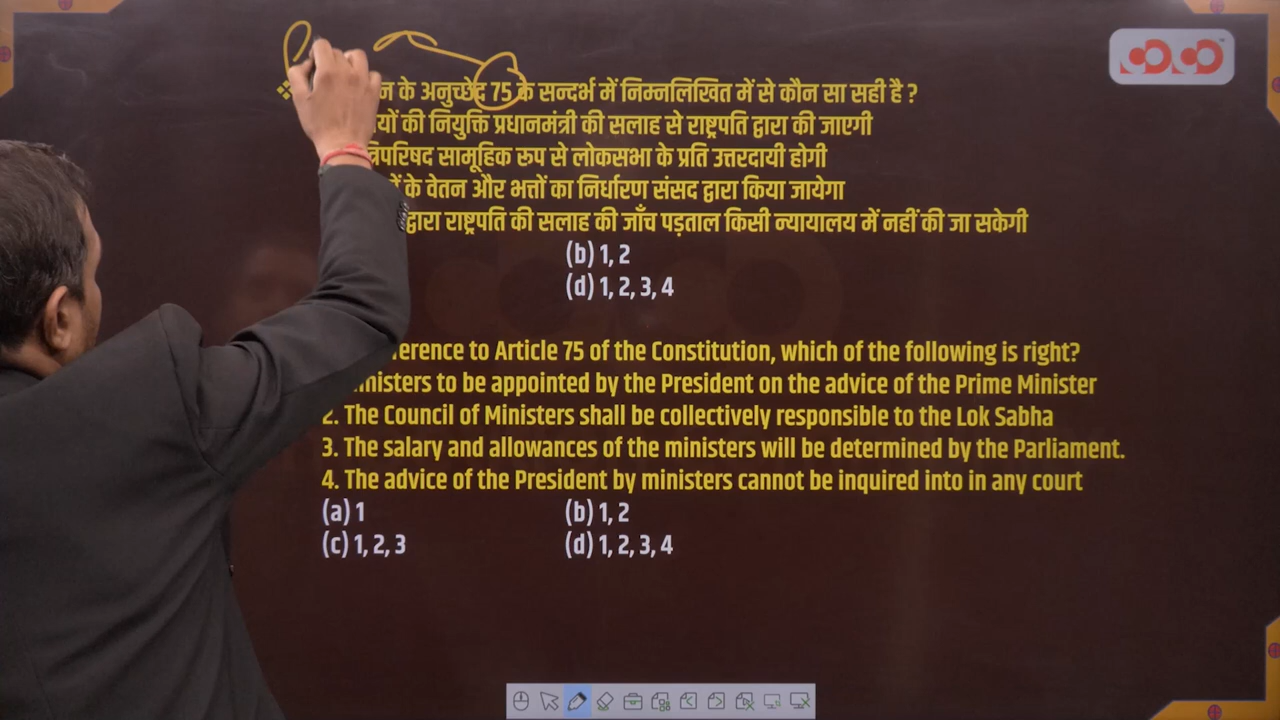 के अनुच्छेद 75 के सन्दर्भ में निम्नलिखित में से कौन सा सही है ?
की नियुक्ति प्रधानमंत्री की सलाह से राष्ट्रपति द्वारा की जाएगी
सामूहिक रूप से लोकसभा के प्रति उत्तरदायी होगी
के वेतन और भत्तों का निर्धारण संसद द्वारा किया जायेगा
द्वारा राष्ट्रपति की सलाह की जाँच पड़ताल किसी न्यायालय में नहीं की जा सकेगी
(b) 1, 2
(d) 1, 2, 3, 4
to Article 75 of the Constitution, which of the following is right?
to be appointed by the President on the advice of the Prime Minister
2. The Council of Ministers shall be collectively responsible to the Lok Sabha
3. The salary and allowances of the ministers will be determined by the Parliament.
4. The advice of the President by ministers cannot be inquired into in any court
(a) 1 (b) 1, 2
(c) 1, 2, 3 (d) 1, 2, 3, 4